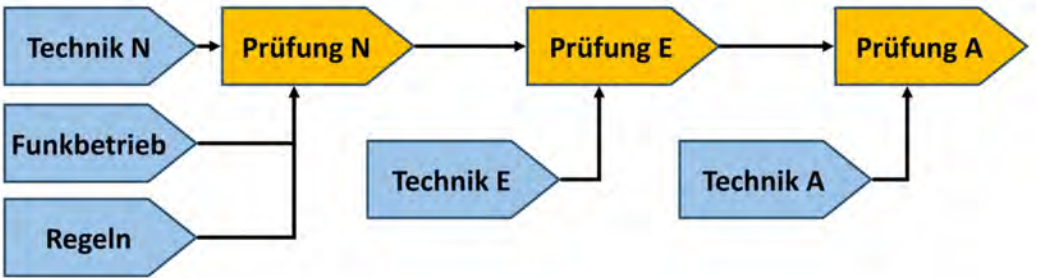 Technik N
Prüfung N
Prüfung E
Prüfung A
Funkbetrieb
Technik E
Technik A
Regeln